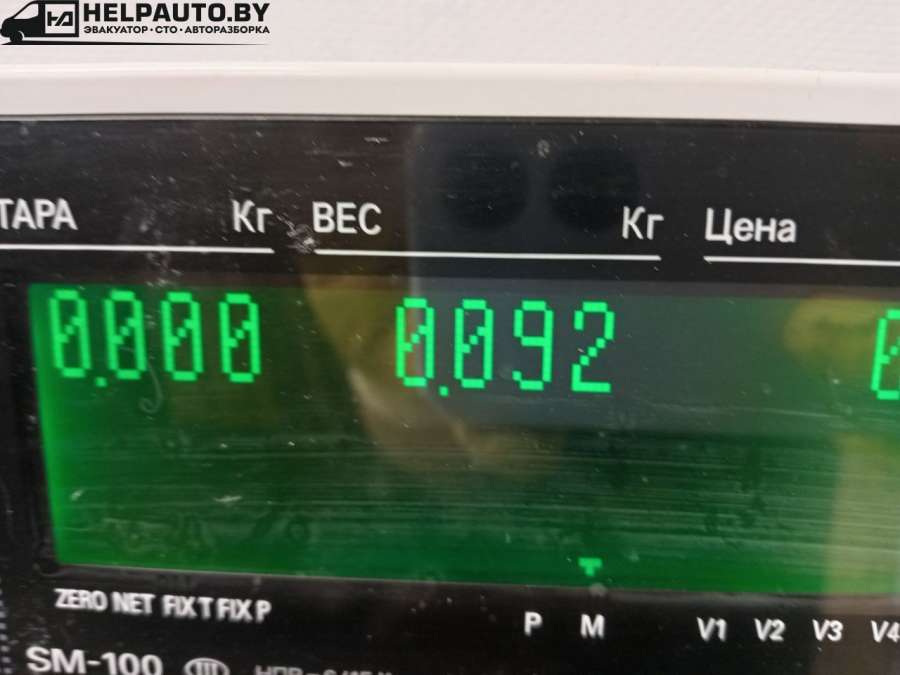 HELPAUTO.BY
ЭВАКУАТОР · СТО · АВТОРАЗБОРКА
ТАРА Кг ВЕС Кг Цена
0.000 0.092
ZERO NET FIX T FIX P P M V1 V2 V3 V4
SM-100